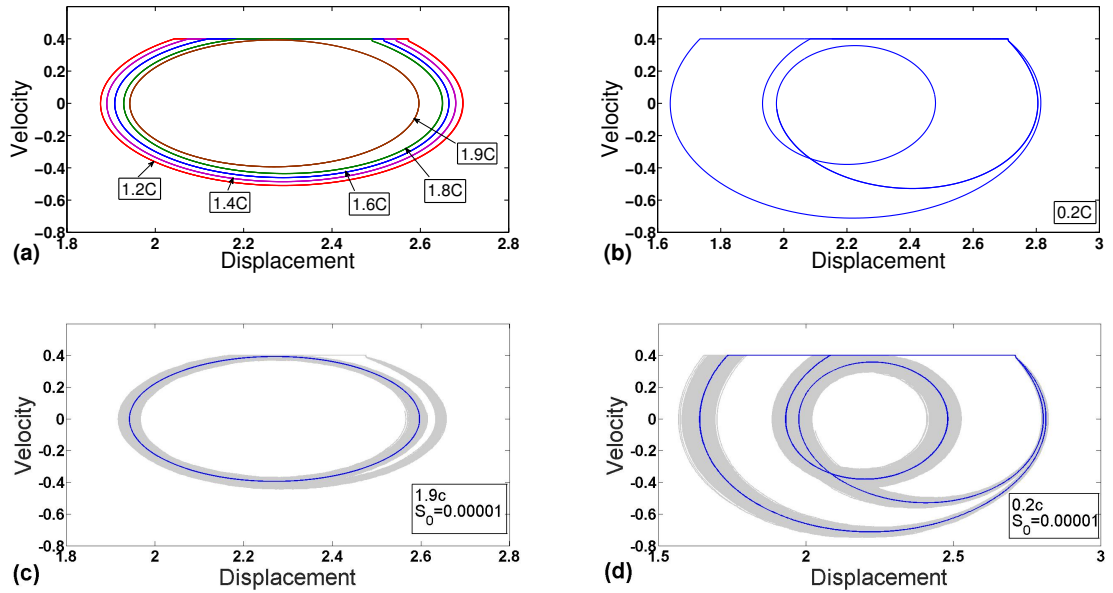 0.4
0.2
0
−0.2
−0.4
−0.6
−0.8
Velocity
1.2C
1.4C
1.6C
1.8C
1.9C
1.8 2 2.2 2.4 2.6 2.8
Displacement
(a)
0.4
0.2
0
−0.2
−0.4
−0.6
−0.8
Velocity
0.2C
1.6 1.8 2 2.2 2.4 2.6 2.8 3
Displacement
(b)
0.4
0.2
0
-0.2
-0.4
-0.6
-0.8
Velocity
1.9c
S_0=0.00001
1.8 2 2.2 2.4 2.6 2.8
Displacement
(c)
0.4
0.2
0
-0.2
-0.4
-0.6
-0.8
Velocity
0.2c
S_0=0.00001
1.5 2 2.5 3
Displacement
(d)